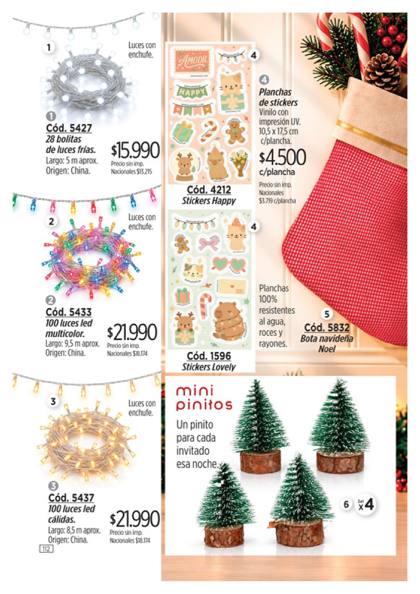 1
Luces con
enchufe.
1
Cód. 5427
28 bolitas
de luces frías.
Largo: 5 m aprox.
Origen: China.
$15.990
Precio sin imp.
Nacionales $13.215
2
Luces con
enchufe.
2
Cód. 5433
100 luces led
multicolor.
Largo: 9,5 m aprox.
Origen: China.
$21.990
Precio sin imp.
Nacionales $18.174
3
Luces con
enchufe.
3
Cód. 5437
100 luces led
cálidas.
Largo: 8,5 m aprox.
Origen: China.
$21.990
Precio sin imp.
Nacionales $18.174
112
4
AMOOR
HAPPY
Cód. 4212
Stickers Happy
4
Planchas
de stickers
Vinilo con
impresión UV.
10,5 x 17,5 cm
c/plancha.
$4.500
c/plancha
Precio sin imp.
Nacionales
$3.719 c/plancha
4
Cód. 1596
Stickers Lovely
Planchas
100%
resistentes
al agua,
roces y
rayones.
5
Cód. 5832
Bota navideña
Noel
mini
pinitos
Un pinito
para cada
invitado
esa noche.
6
Set
x4